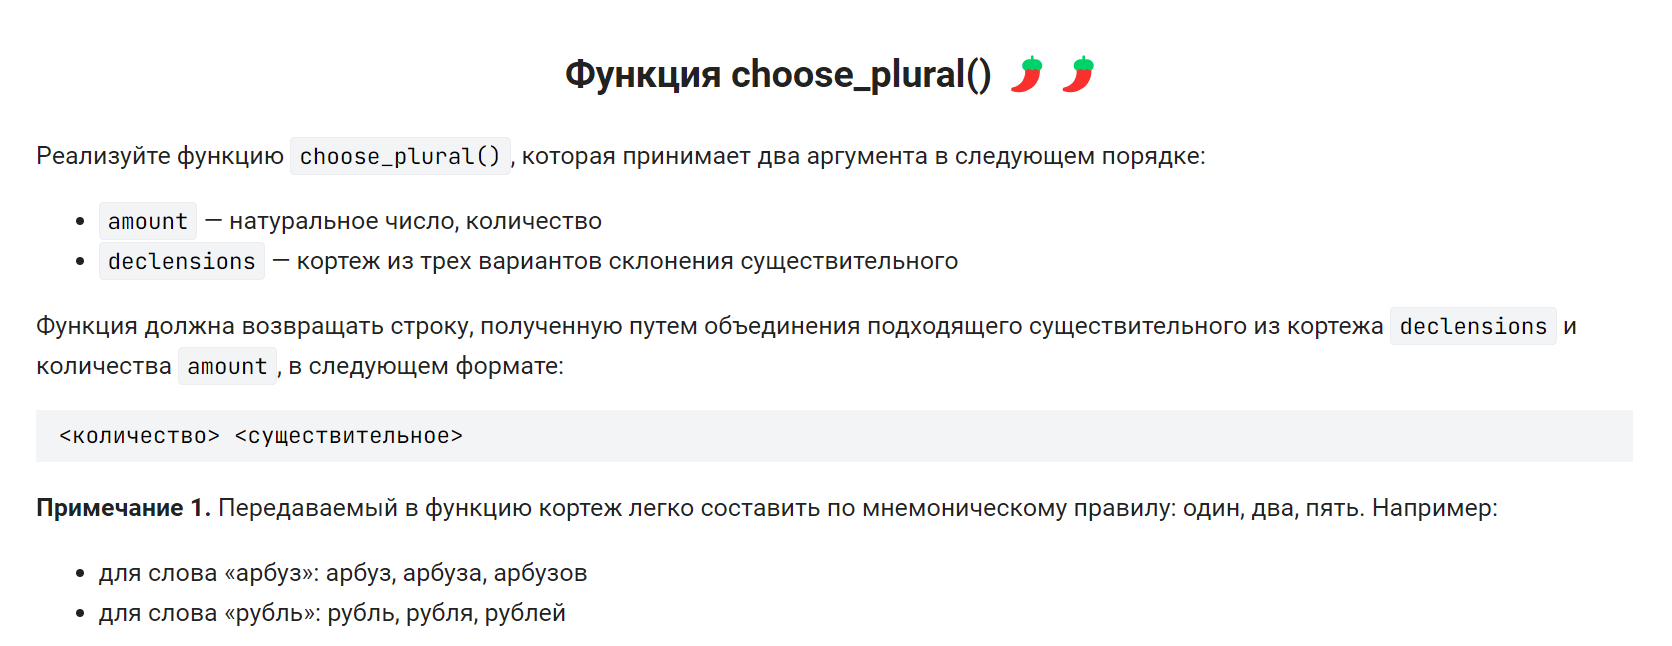 Функция choose_plural() 🌶️ 🌶️
Реализуйте функцию choose_plural(), которая принимает два аргумента в следующем порядке:
• amount — натуральное число, количество
• declensions — кортеж из трех вариантов склонения существительного
Функция должна возвращать строку, полученную путем объединения подходящего существительного из кортежа declensions и
количества amount, в следующем формате:
<количество> <существительное>
Примечание 1. Передаваемый в функцию кортеж легко составить по мнемоническому правилу: один, два, пять. Например:
• для слова «арбуз»: арбуз, арбуза, арбузов
• для слова «рубль»: рубль, рубля, рублей